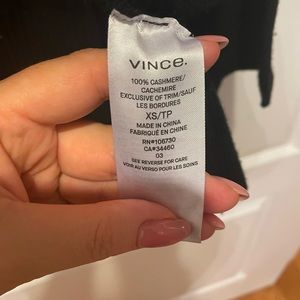 VINCE.
100% CASHMERE/
CACHEMIRE
EXCLUSIVE OF TRIM/SAUF
LES BORDURES
XS/TP
MADE IN CHINA
FABRIQUÉ EN CHINE
RN#106730
CA#34460
03
SEE REVERSE FOR CARE
VOIR AU VERSO POUR LES SOINS